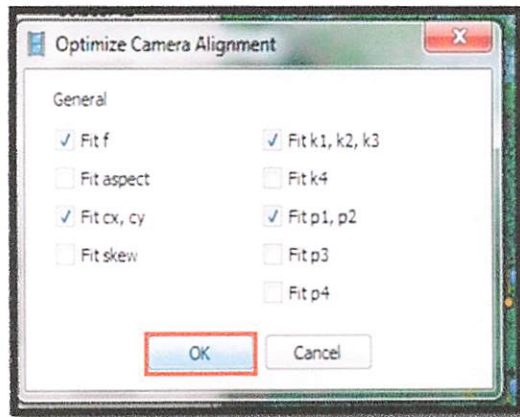 Optimize Camera Alignment
General
Fit f
Fit k1, k2, k3
Fit aspect
Fit k4
Fit cx, cy
Fit p1, p2
Fit skew
Fit p3
Fit p4
OK
Cancel